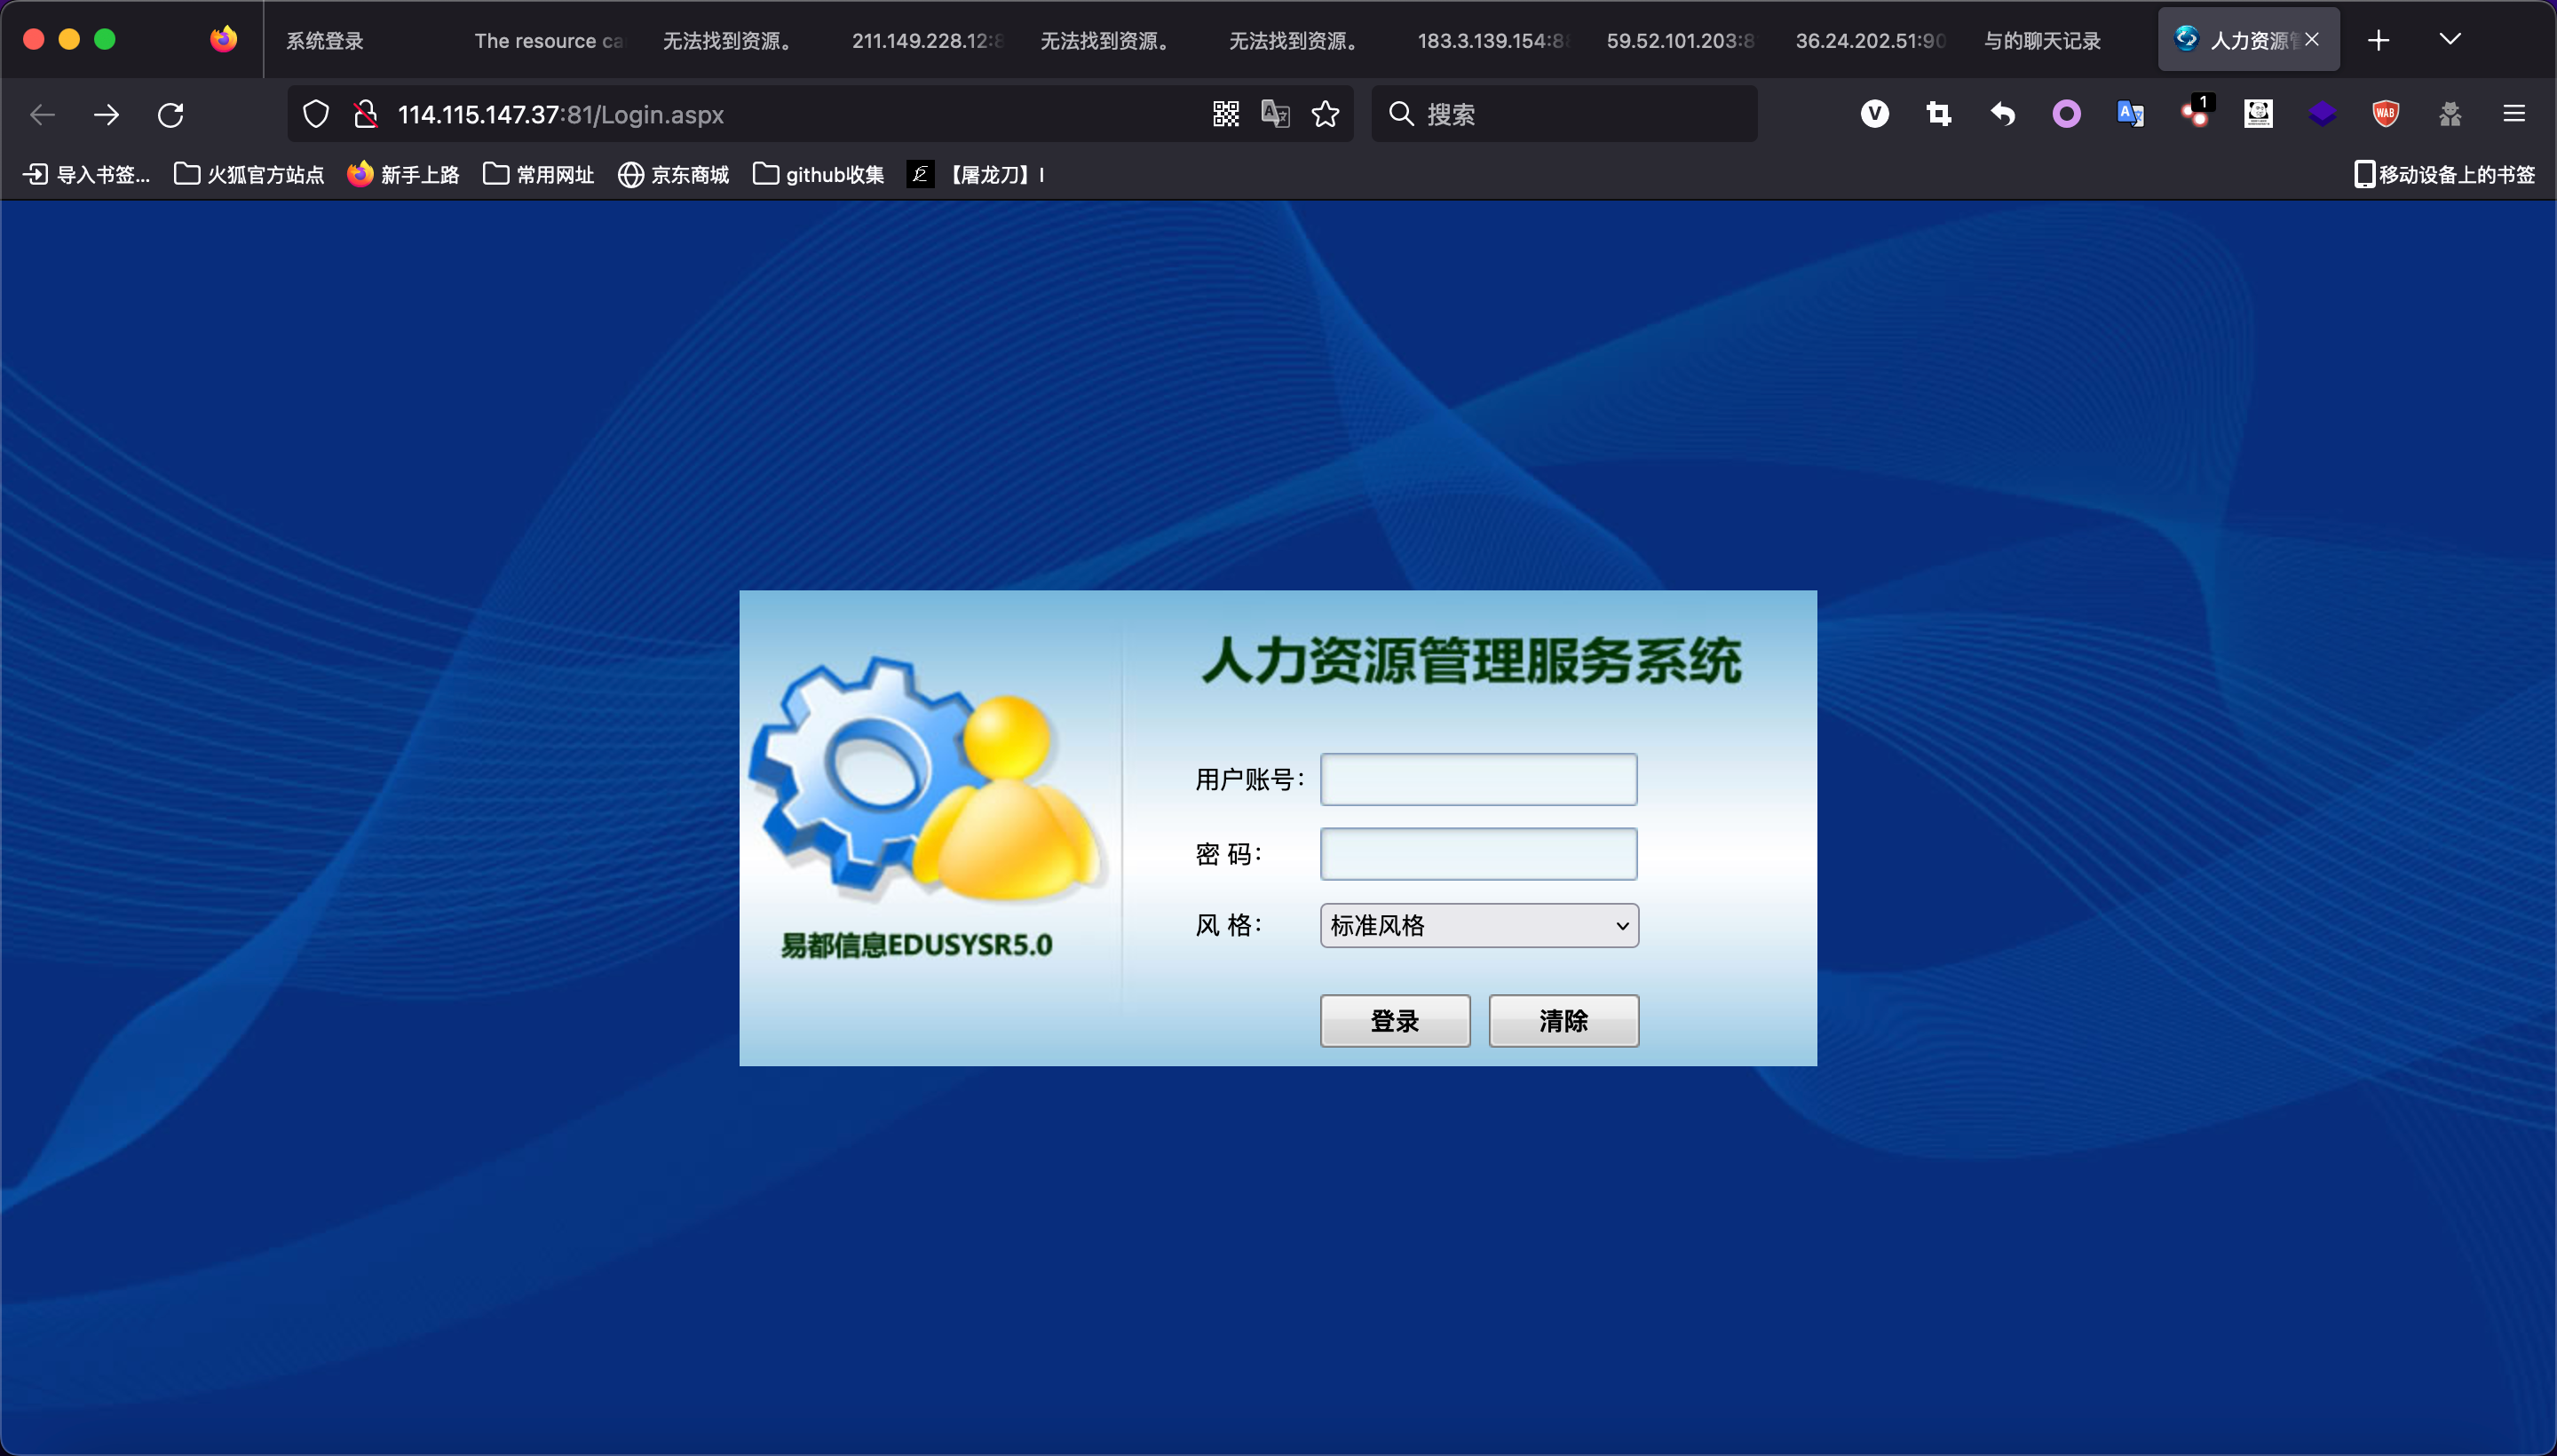 系统登录
The resource ca
无法找到资源。
211.149.228.12:8
无法找到资源。
无法找到资源。
183.3.139.154:8
59.52.101.203:8
36.24.202.51:90
与的聊天记录
人力资源管
114.115.147.37:81/Login.aspx
搜索
V
1
WAB
导入书签...
火狐官方站点
新手上路
常用网址
京东商城
github收集
【屠龙刀】l
移动设备上的书签
人力资源管理服务系统
用户账号：
密 码：
风 格：
标准风格
易都信息EDUSYSR5.0
登录
清除